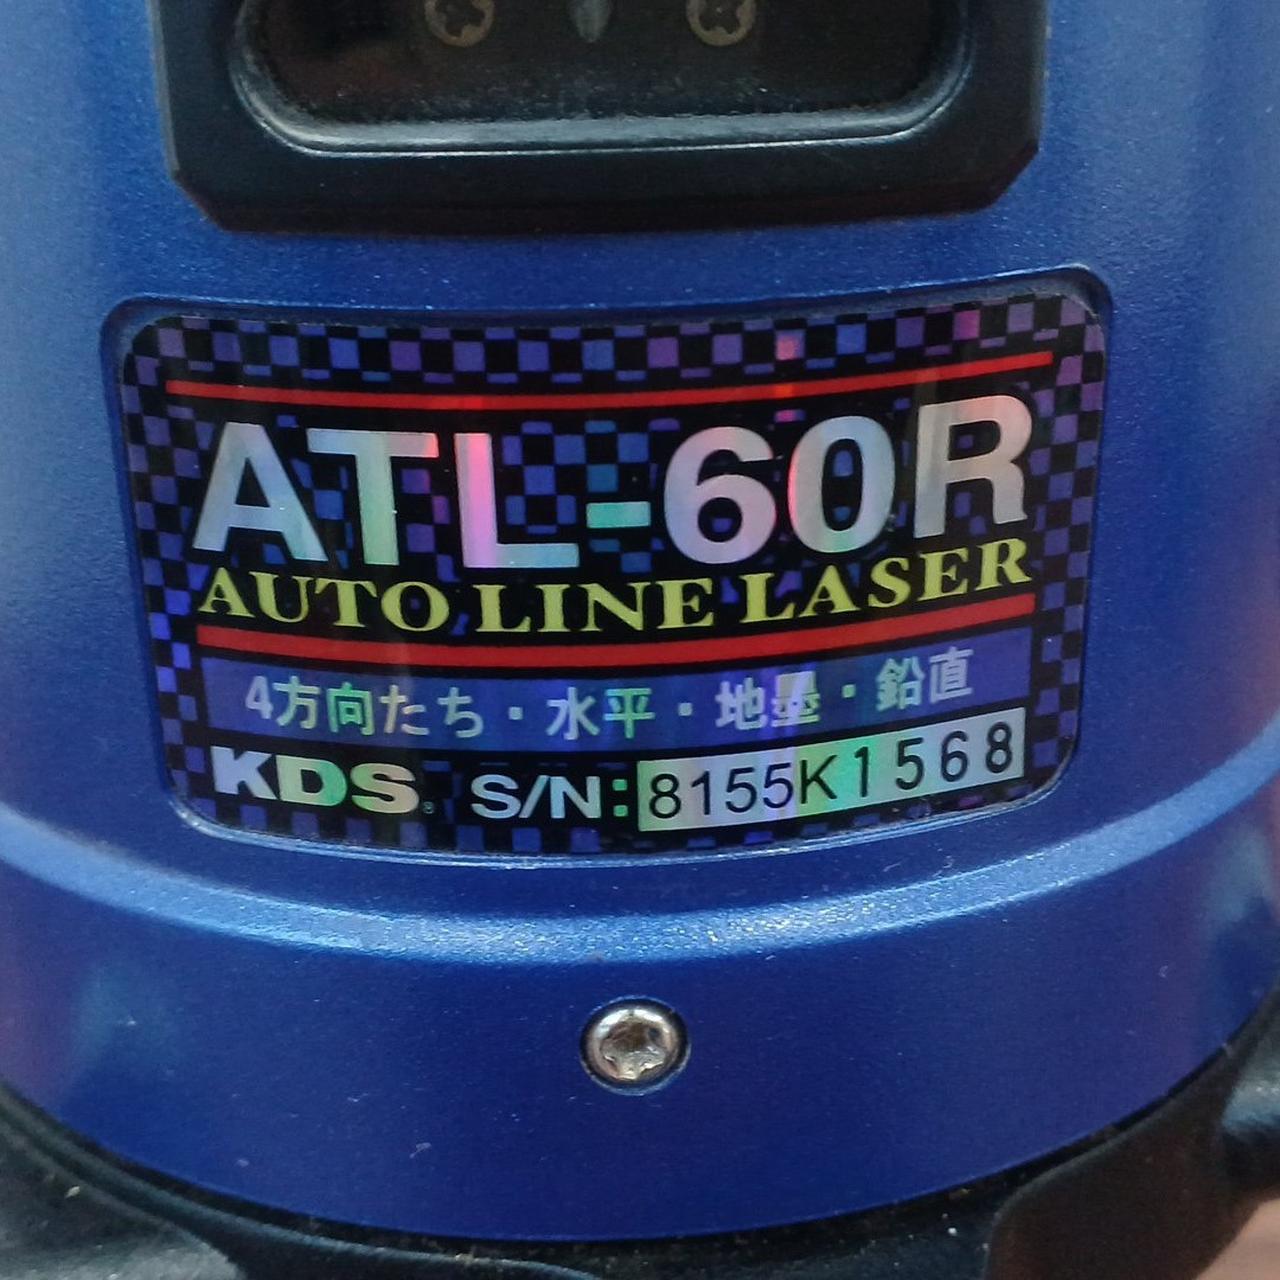 ATL-60R
AUTO LINE LASER
4方向たち・水平・地墨・鉛直
KDS® S/N: 8155K1568